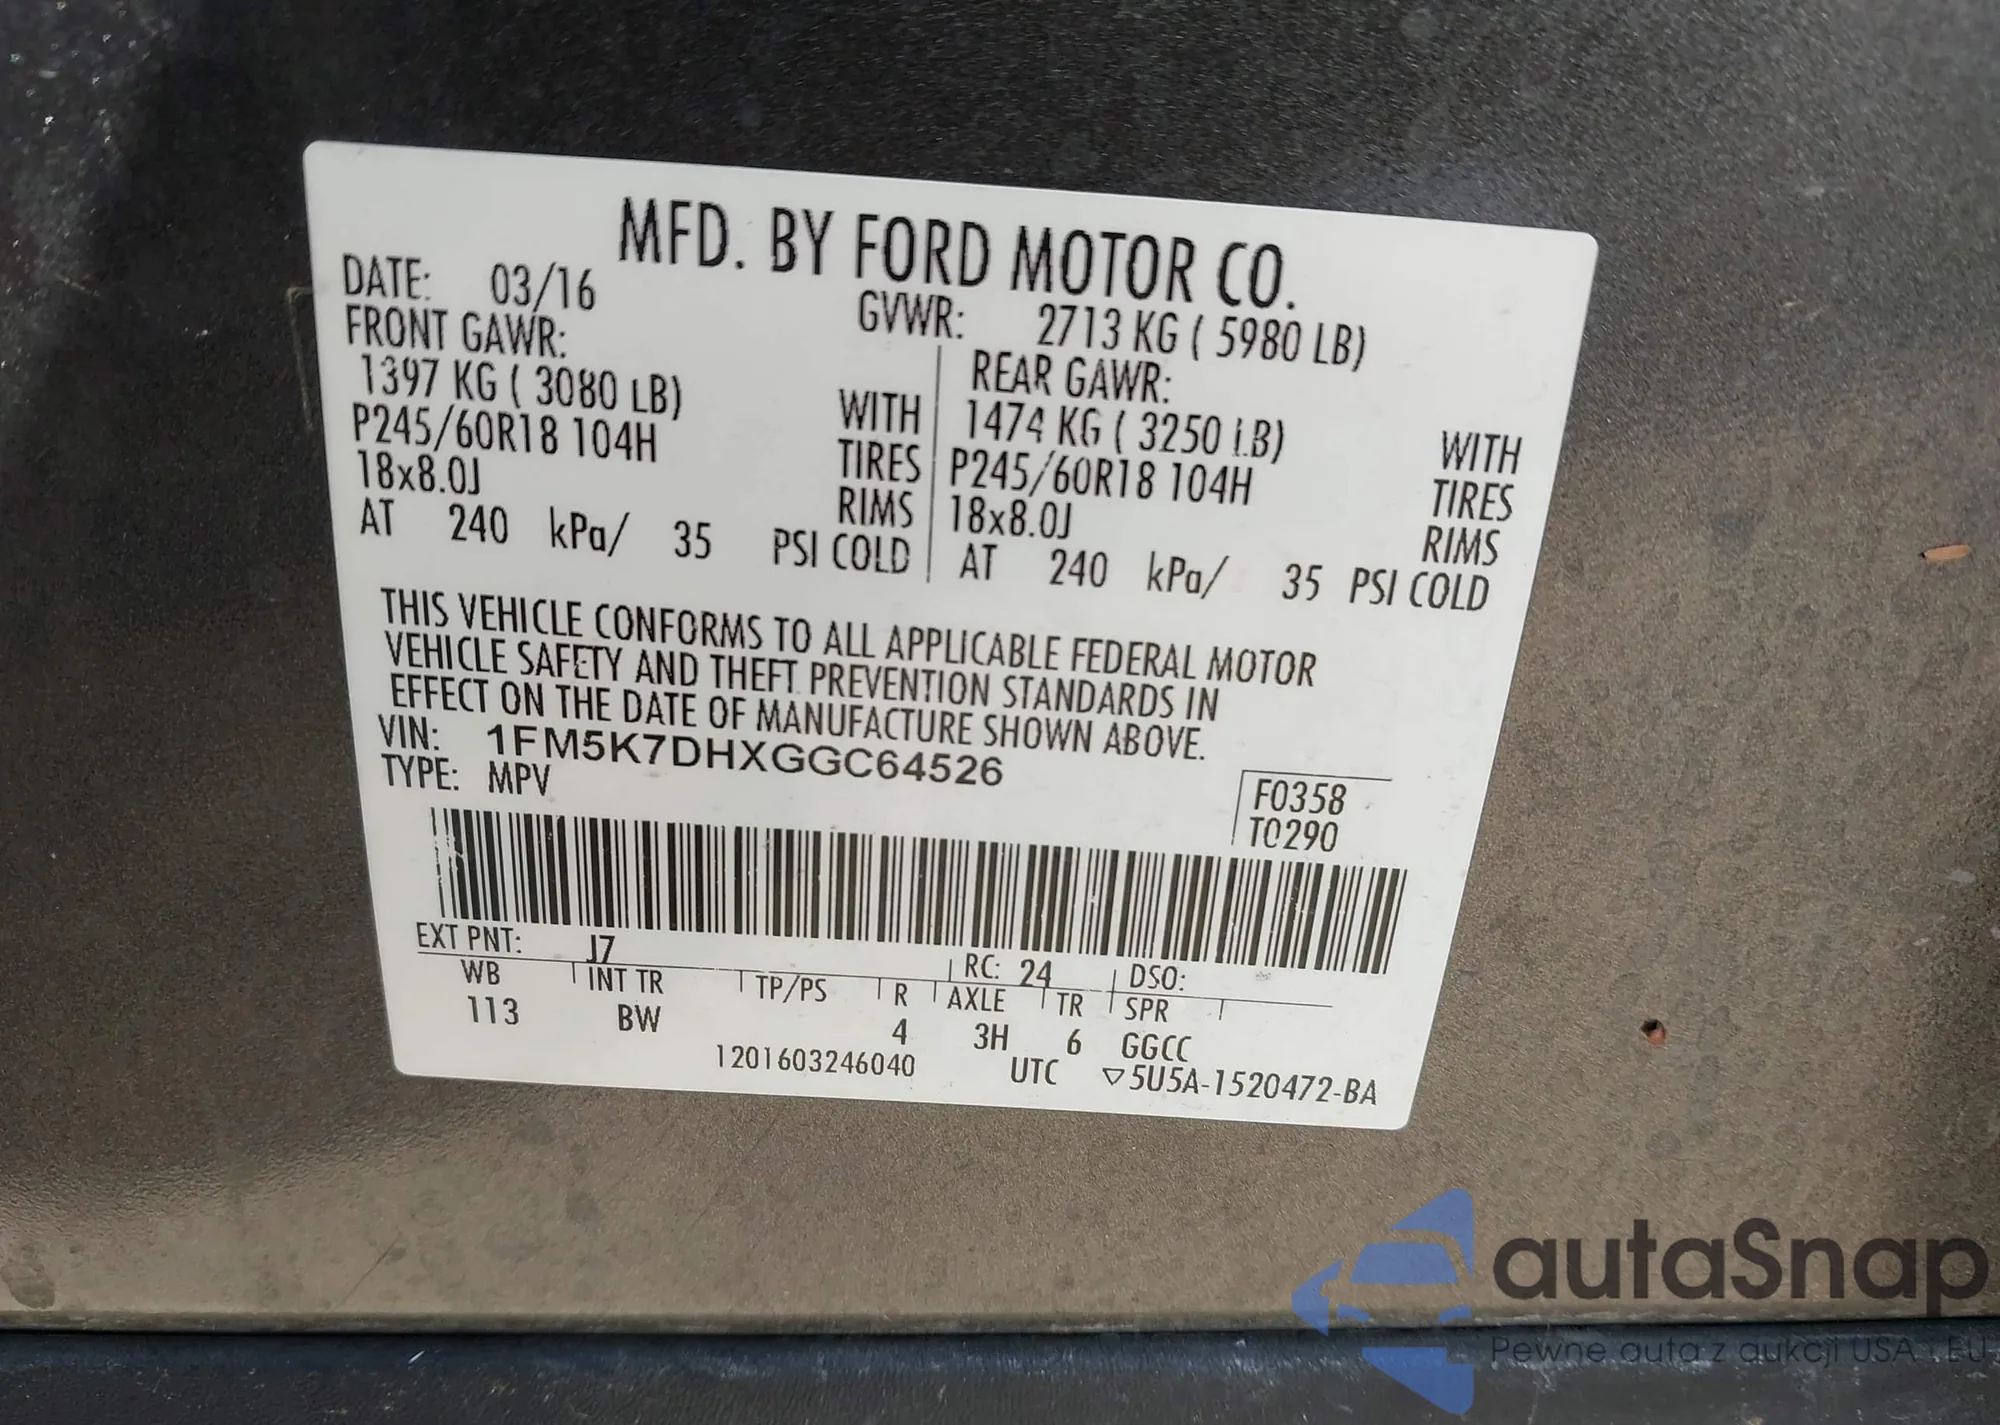 MFD. BY FORD MOTOR CO.
DATE: 03/16 GVWR: 2713 KG ( 5980 LB)
FRONT GAWR: REAR GAWR:
1397 KG ( 3080 LB) WITH 1474 KG ( 3250 LB) WITH
P245/60R18 104H TIRES P245/60R18 104H TIRES
18x8.0J RIMS 18x8.0J RIMS
AT 240 kPa/ 35 PSI COLD AT 240 kPa/ 35 PSI COLD
THIS VEHICLE CONFORMS TO ALL APPLICABLE FEDERAL MOTOR
VEHICLE SAFETY AND THEFT PREVENTION STANDARDS IN
EFFECT ON THE DATE OF MANUFACTURE SHOWN ABOVE.
VIN: 1FM5K7DHXGGC64526
TYPE: MPV
F0358
T0290
EXT PNT: J7 RC: 24 DSO:
WB INT TR TP/PS R AXLE TR SPR
113 BW 4 3H 6 GGCC
1201603246040 UTC ▽5U5A-1520472-BA
autaSnap
Pewne auta z aukcji USA i EU